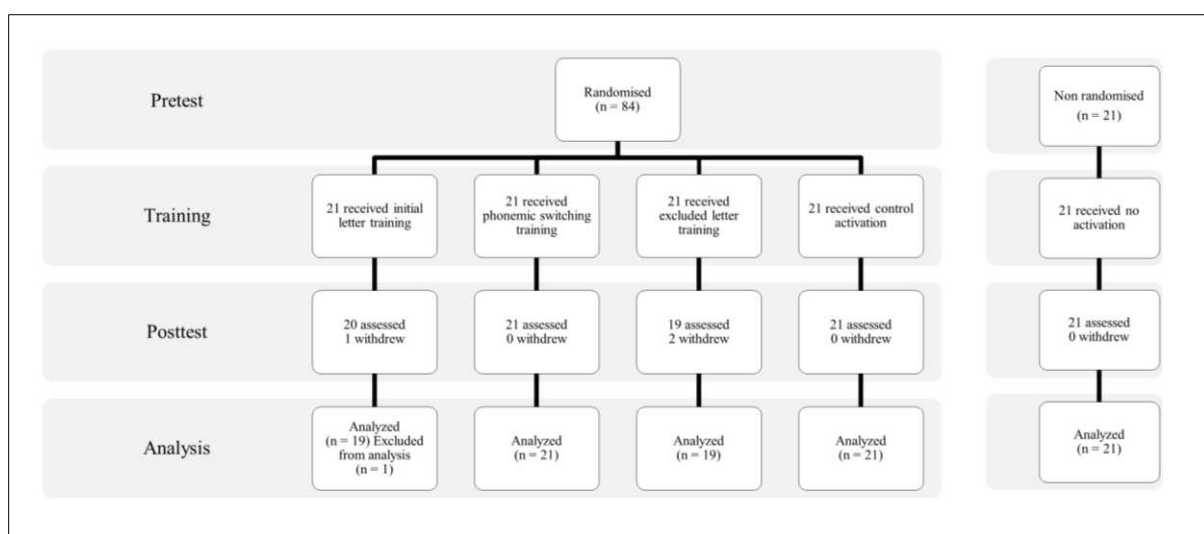 Pretest
Randomised
(n = 84)
Non randomised
(n = 21)
Training
21 received initial
letter training
21 received
phonemic switching
training
21 received
excluded letter
training
21 received control
activation
21 received no
activation
Posttest
20 assessed
1 withdrew
21 assessed
0 withdrew
19 assessed
2 withdrew
21 assessed
0 withdrew
21 assessed
0 withdrew
Analysis
Analyzed
(n = 19) Excluded
from analysis
(n = 1)
Analyzed
(n = 21)
Analyzed
(n = 19)
Analyzed
(n = 21)
Analyzed
(n = 21)